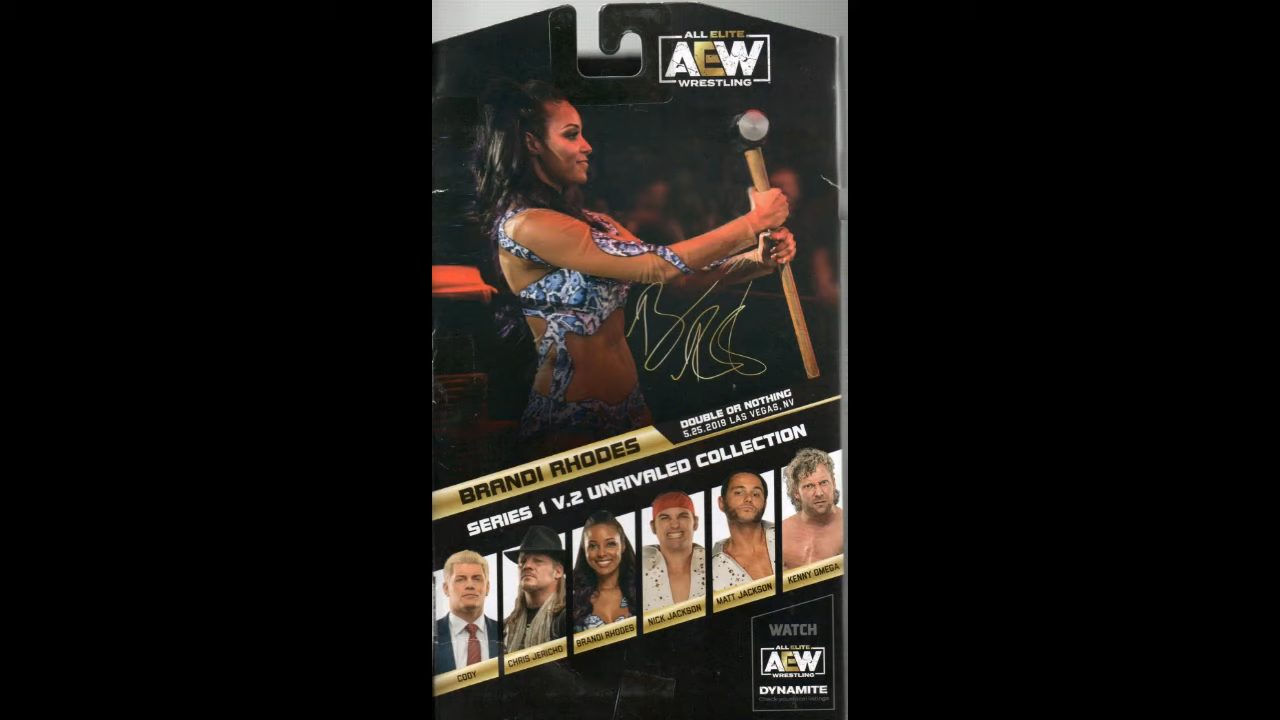 ALL ELITE
AEW
WRESTLING
DOUBLE OR NOTHING
5.25.2019 LAS VEGAS, NV
BRANDI RHODES
SERIES 1 V.2 UNRIVALED COLLECTION
CODY
CHRIS JERICHO
BRANDI RHODES
NICK JACKSON
MATT JACKSON
KENNY OMEGA
WATCH
ALL ELITE
AEW
WRESTLING
DYNAMITE